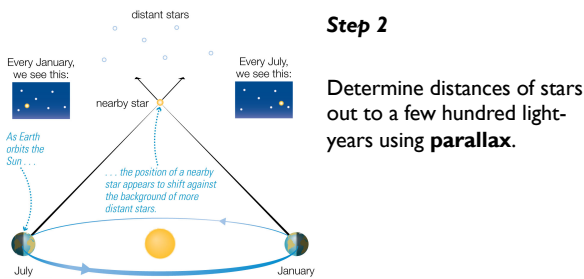 distant stars
Every January,
we see this:
Every July,
we see this:
nearby star
As Earth
orbits the
Sun . . .
. . . the position of a nearby
star appears to shift against
the background of more
distant stars.
July
January
Step 2
Determine distances of stars
out to a few hundred light-
years using parallax.